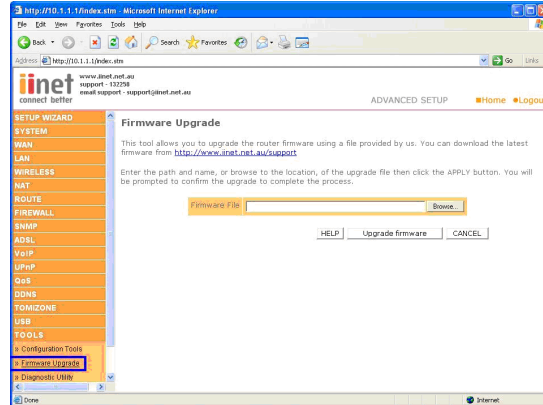 http://10.1.1.1/index.stm - Microsoft Internet Explorer
File Edit View Favorites Tools Help
Back Search Favorites
Address http://10.1.1.1/index.stm Go Links
iinet
connect better
www.iinet.net.au
support - 132258
email support - support@iinet.net.au
ADVANCED SETUP Home Logou
SETUP WIZARD
SYSTEM
WAN
LAN
WIRELESS
NAT
ROUTE
FIREWALL
SNMP
ADSL
VoIP
UPnP
QoS
DDNS
TOMIZONE
USB
TOOLS
» Configuration Tools
» Firmware Upgrade
» Diagnostic Utility
Firmware Upgrade
This tool allows you to upgrade the router firmware using a file provided by us. You can download the latest
firmware from http://www.iinet.net.au/support
Enter the path and name, or browse to the location, of the upgrade file then click the APPLY button. You will
be prompted to confirm the upgrade to complete the process.
Firmware File Browse...
HELP Upgrade firmware CANCEL
Done Internet